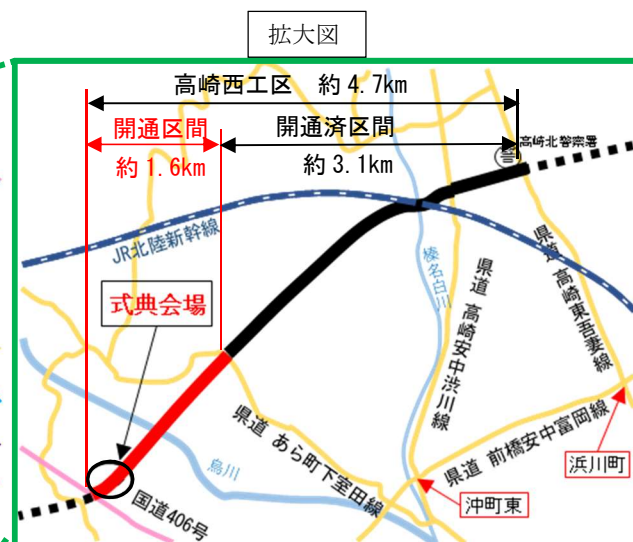 拡大図
高崎西工区 約4.7km
開通区間
開通済区間
約1.6km
約3.1km
高崎北警察署
JR北陸新幹線
式典会場
榛名白川
県道 高崎安中渋川線
県道 高崎東吾妻線
県道 あら町下室田線
烏川
県道 前橋安中富岡線
浜川町
沖町東
国道406号